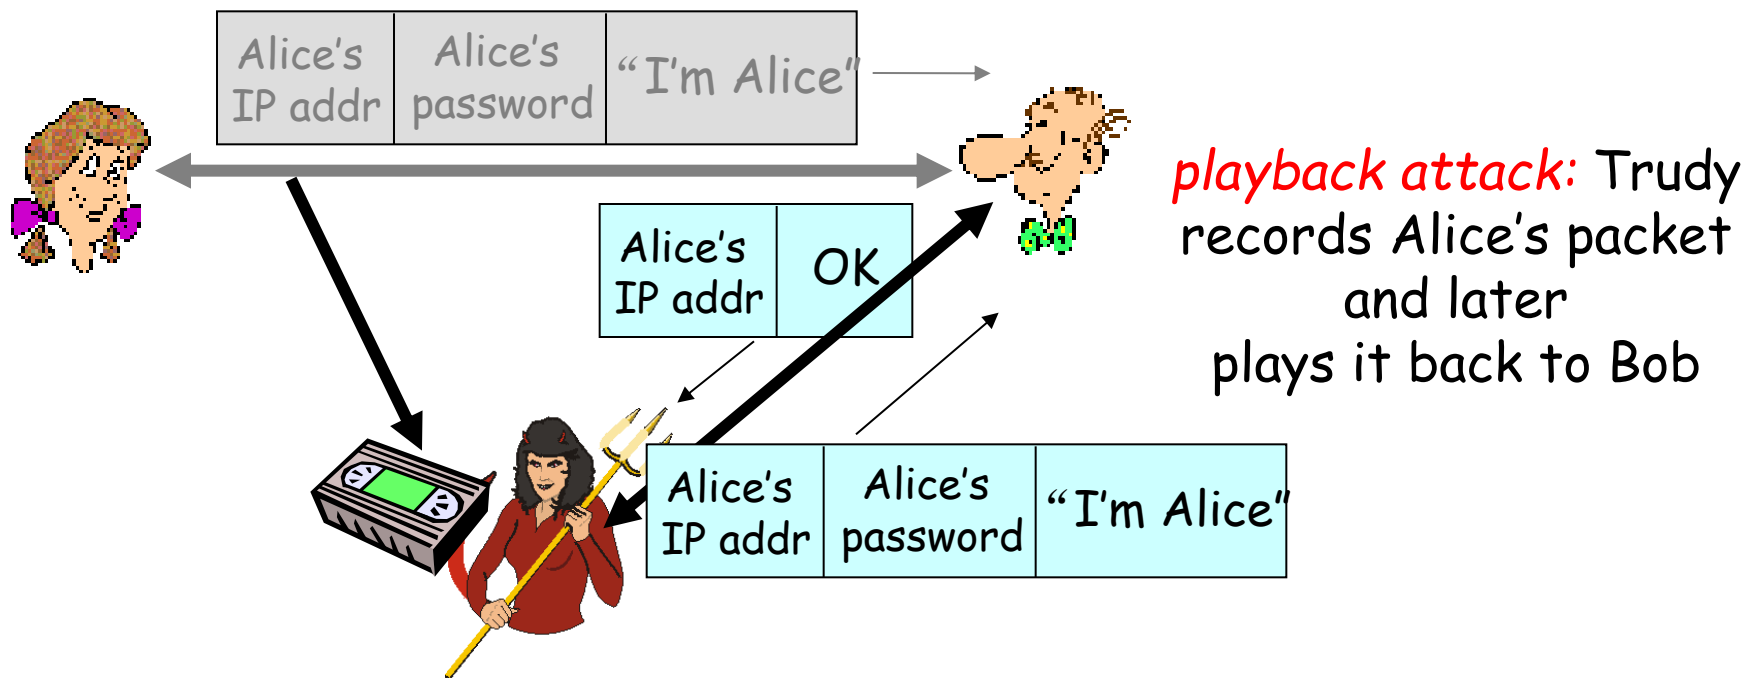 Alice's
IP addr
Alice's
password
“I'm Alice”
playback attack: Trudy
records Alice's packet
and later
plays it back to Bob
Alice's
IP addr
OK
Alice's
IP addr
Alice's
password
“I'm Alice”